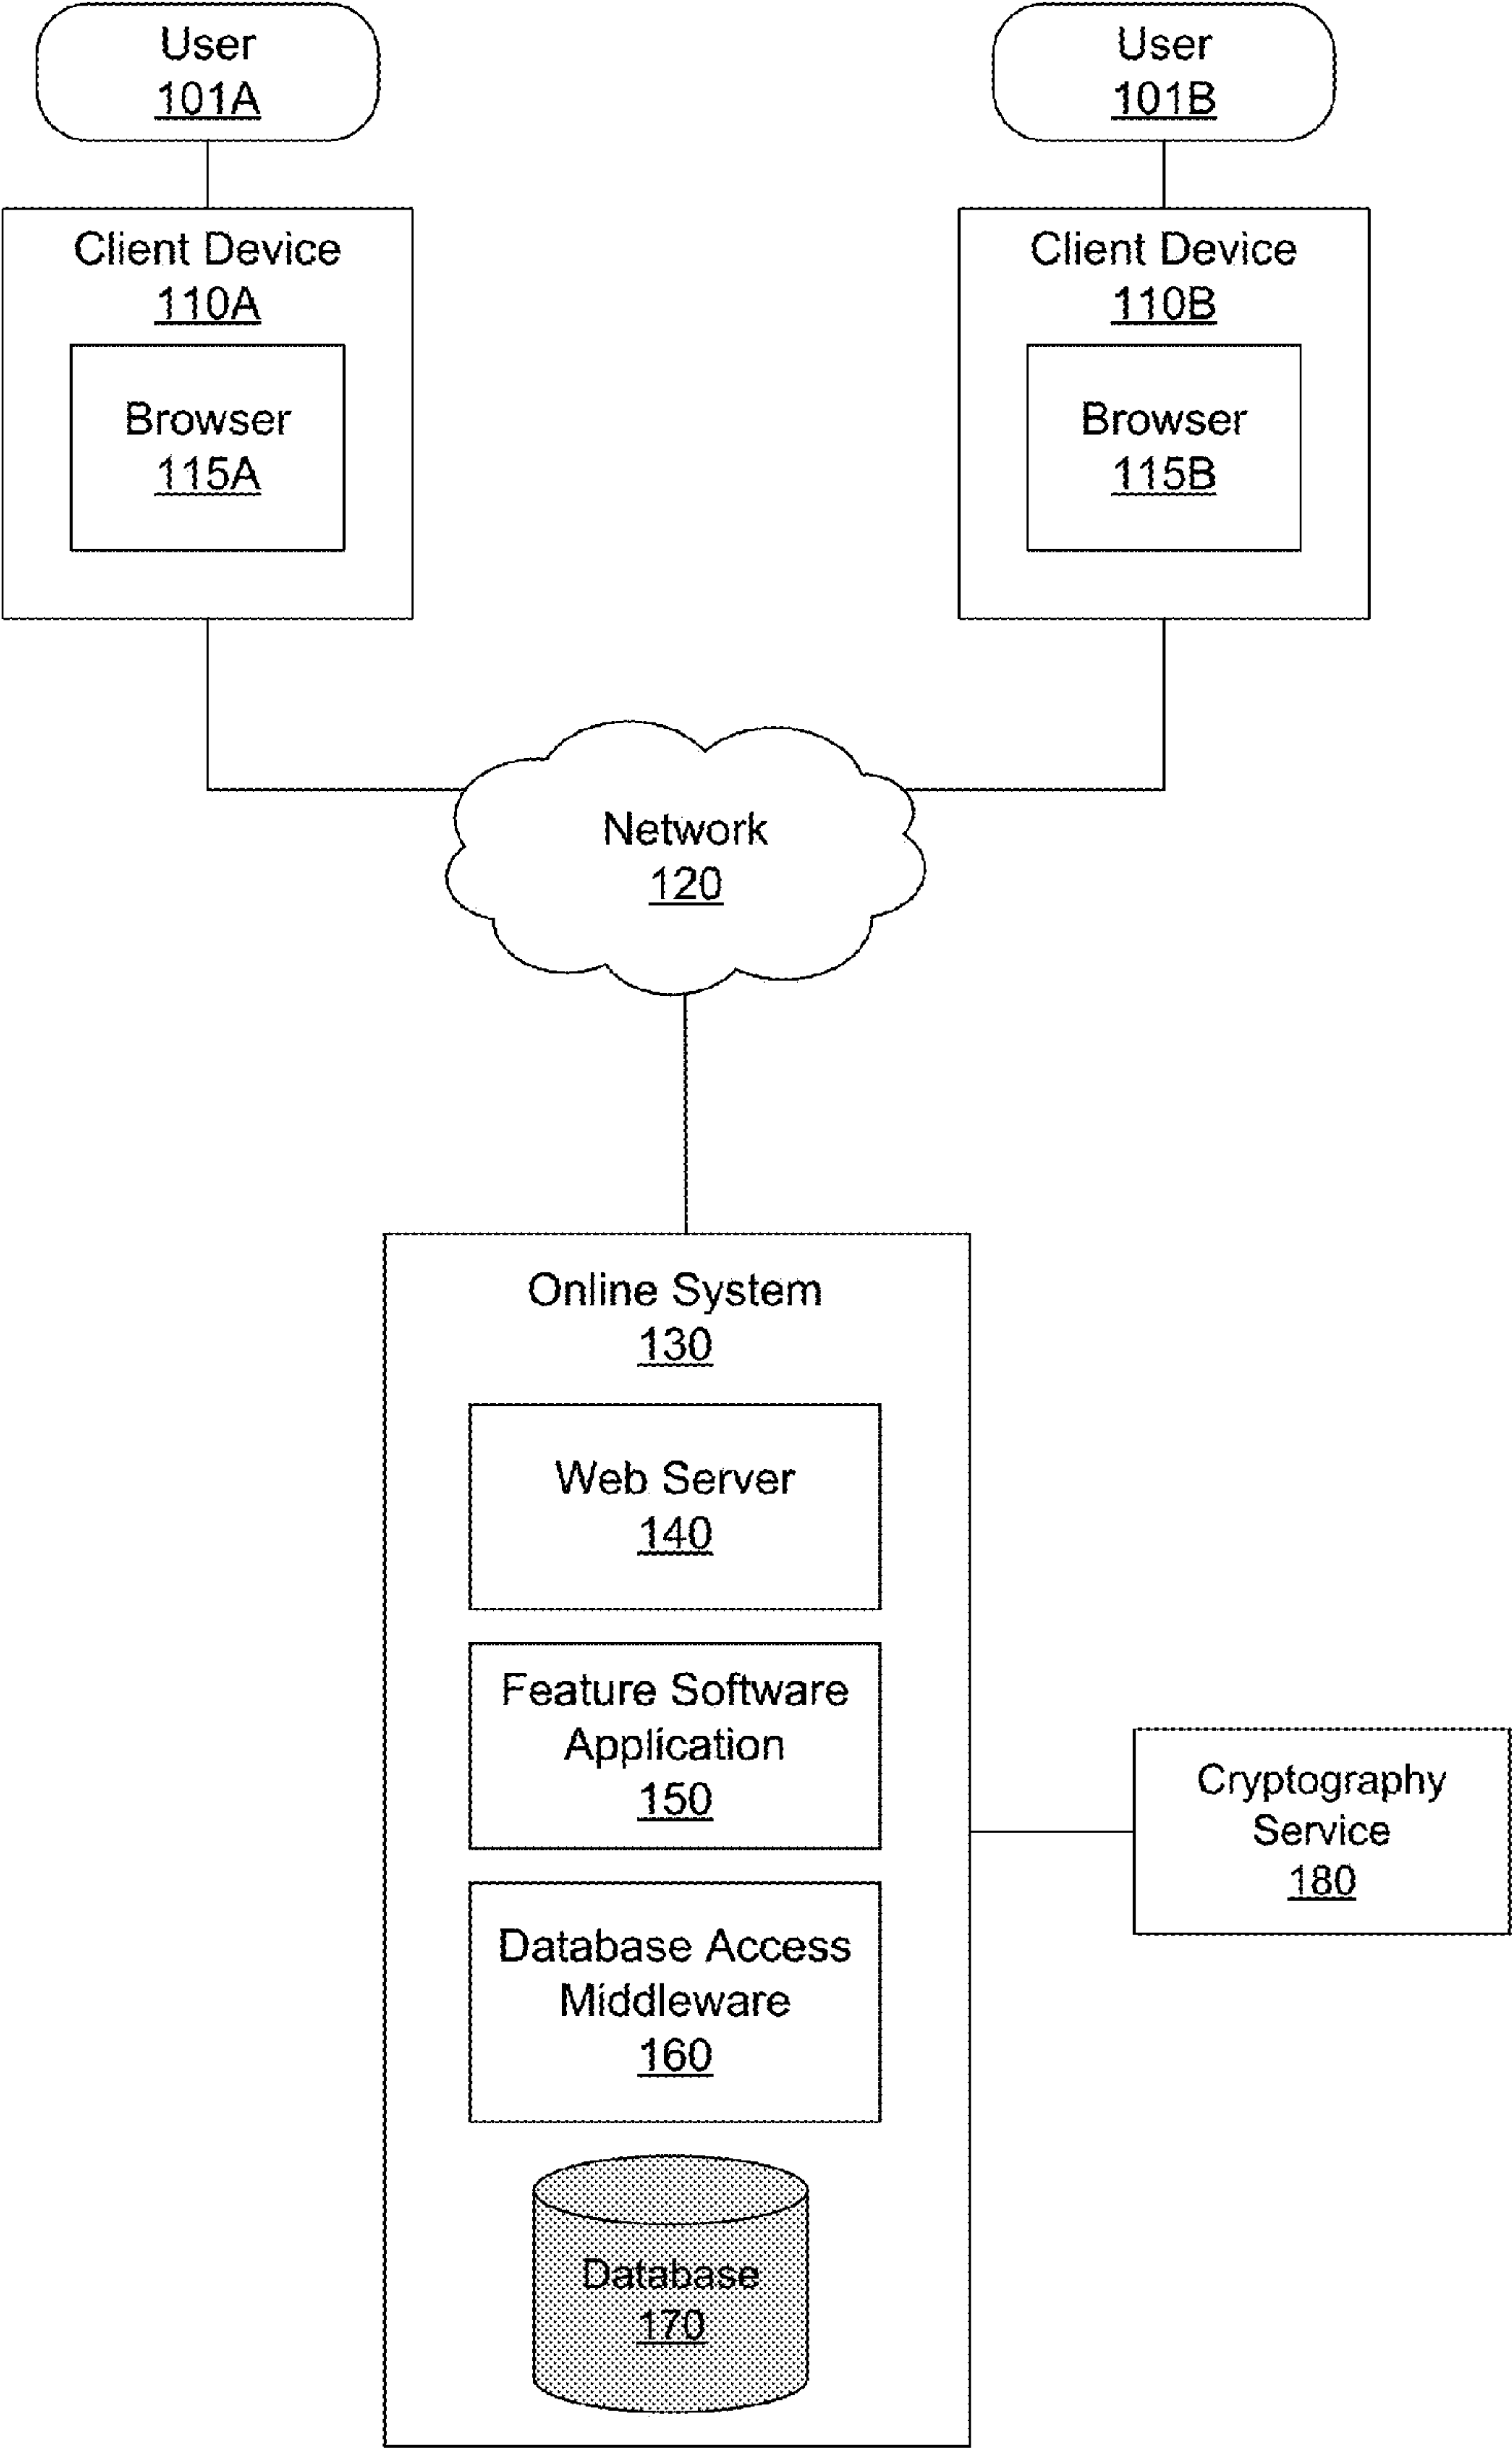 User
101A
User
101B
Client Device
110A
Browser
115A
Client Device
110B
Browser
115B
Network
120
Online System
130
Web Server
140
Feature Software
Application
150
Database Access
Middleware
160
Database
170
Cryptography
Service
180